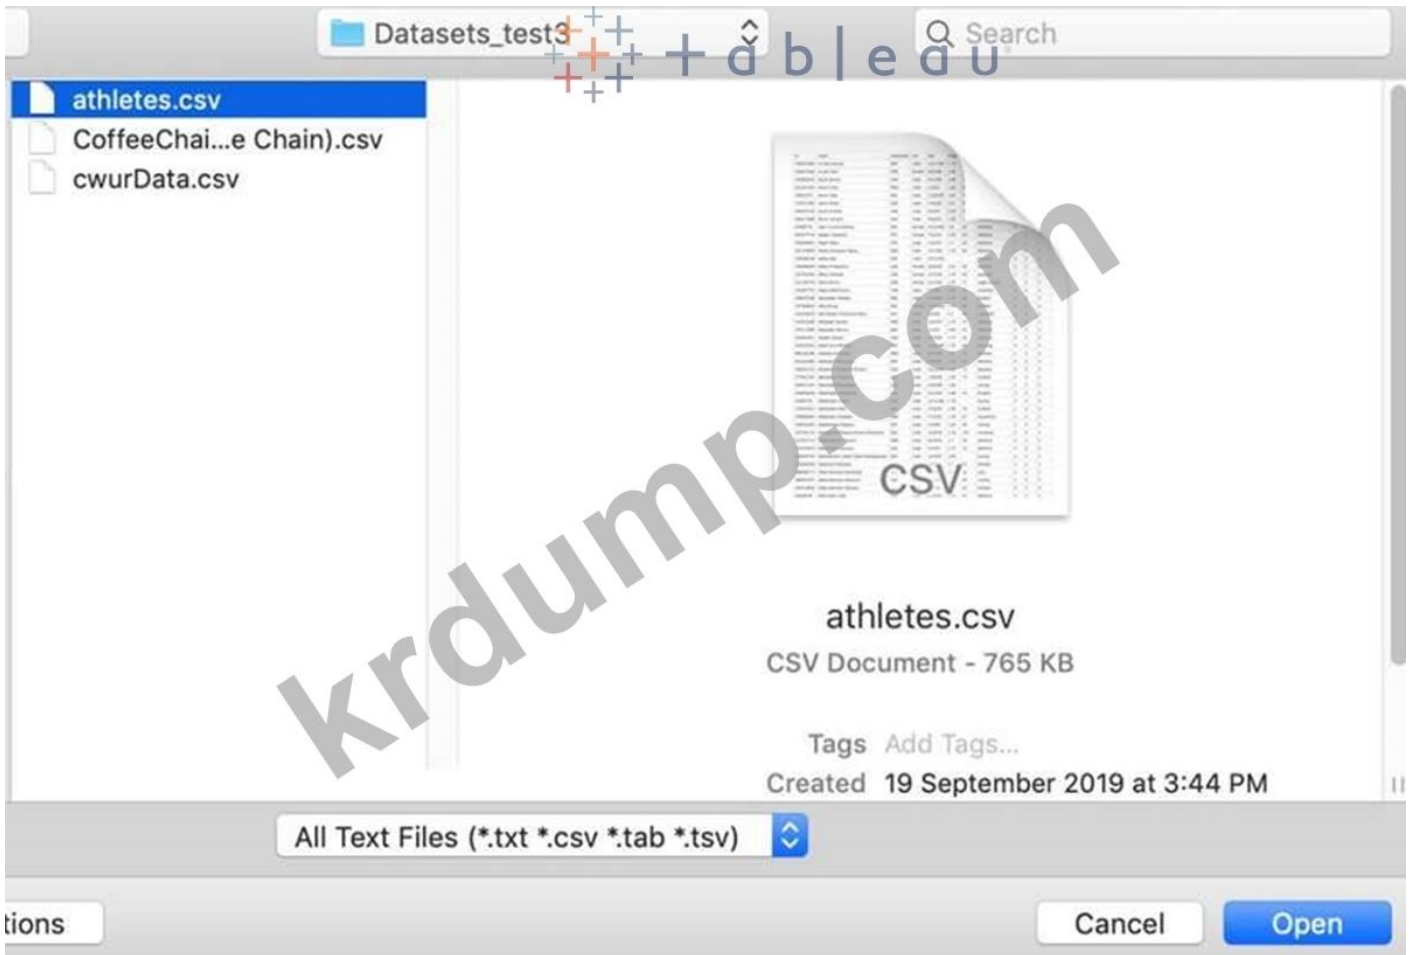 Datasets_test3
+ableau®
Search
athletes.csv
CoffeeChai...e Chain).csv
cwurData.csv
CSV
krdump.com
athletes.csv
CSV Document - 765 KB
Tags Add Tags...
Created 19 September 2019 at 3:44 PM
All Text Files (*.txt *.csv *.tab *.tsv)
tions
Cancel
Open